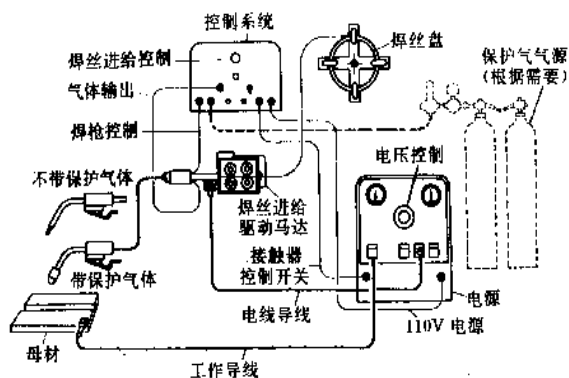 控制系统
焊丝进给控制
气体输出
焊枪控制
焊丝盘
保护气气源
(根据需要)
电压控制
不带保护气体
焊丝进给
驱动马达
接触器
控制开关
带保护气体
电线导线
电源
110V 电源
母材
工作导线